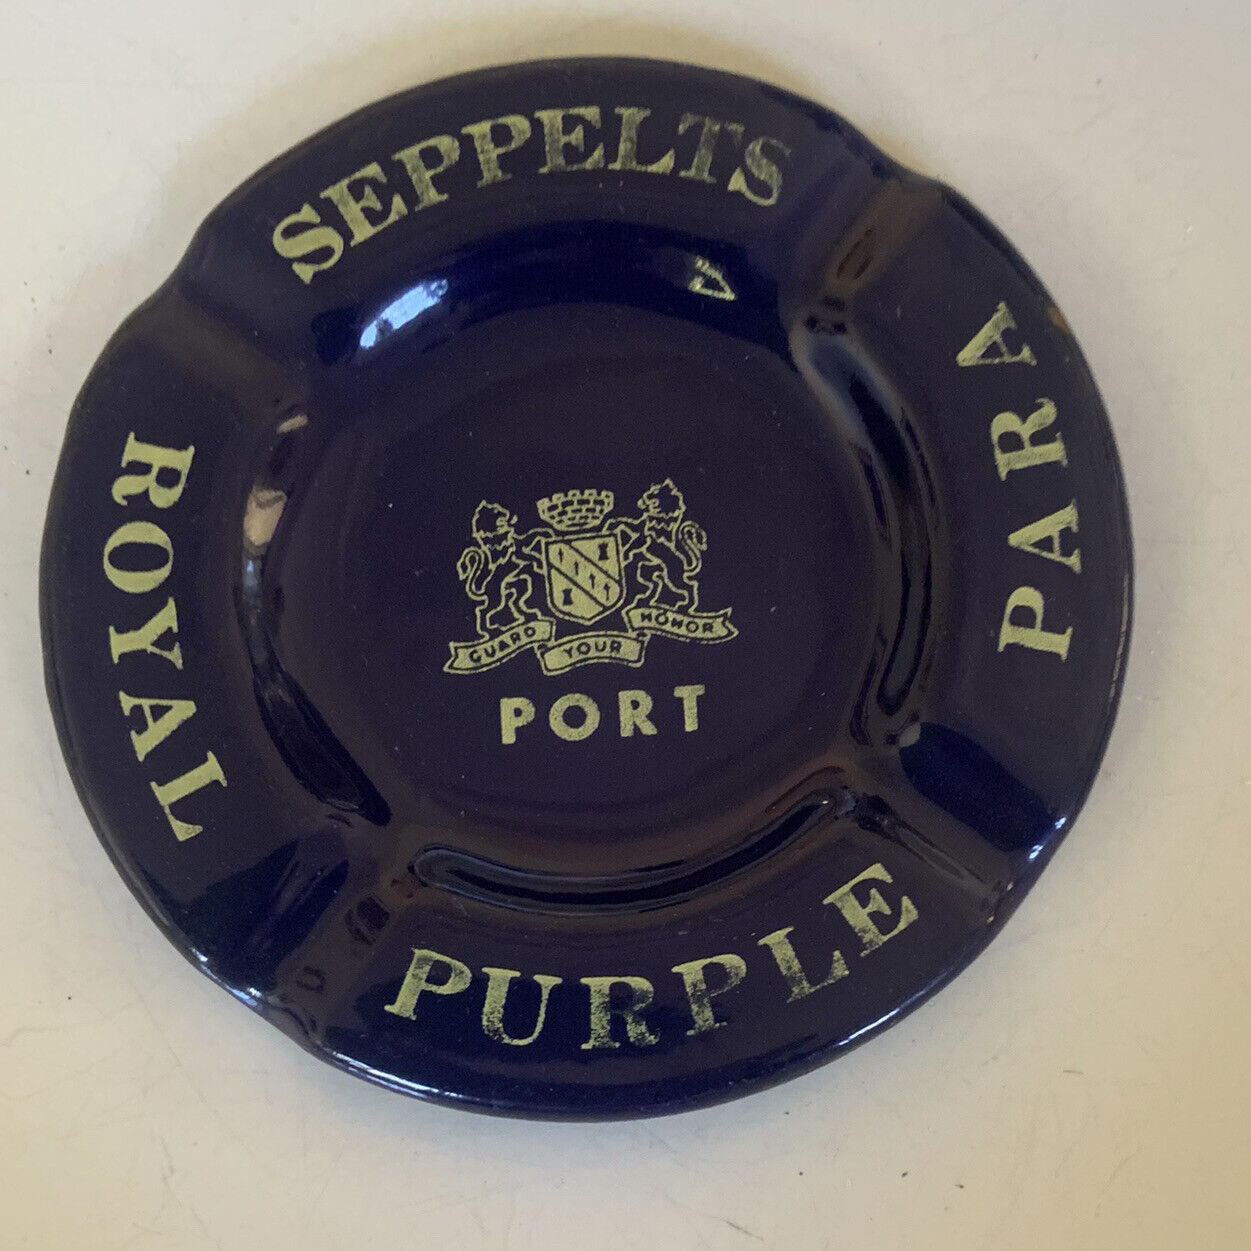 SEPPELTS
ROYAL
PURPLE
PARA
GUARD YOUR HONOR
PORT